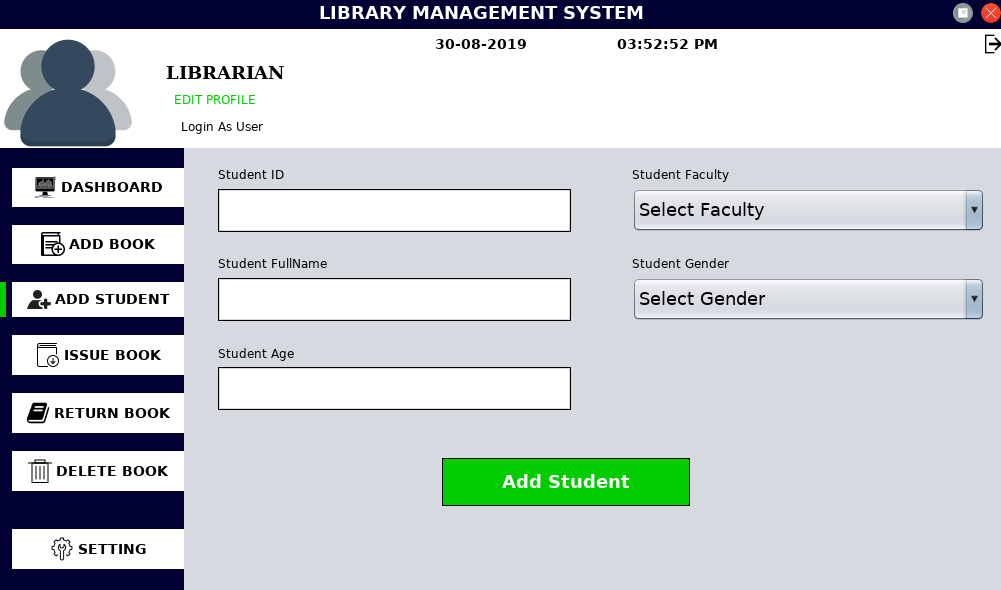 LIBRARY MANAGEMENT SYSTEM
30-08-2019 03:52:52 PM
LIBRARIAN
EDIT PROFILE
Login As User
DASHBOARD
ADD BOOK
ADD STUDENT
ISSUE BOOK
RETURN BOOK
DELETE BOOK
SETTING
Student ID
Student Faculty
Select Faculty
Student FullName
Student Gender
Select Gender
Student Age
Add Student